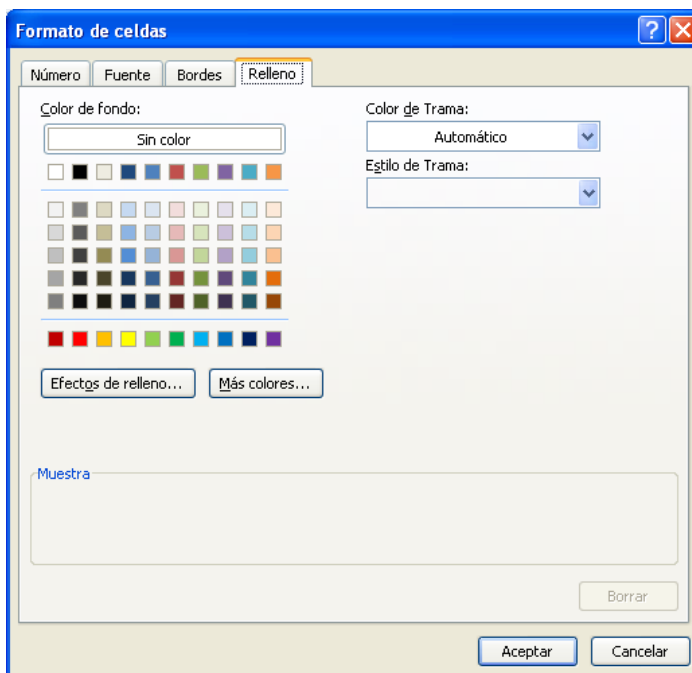 Formato de celdas
Número Fuente Bordes Relleno
Color de fondo:
Sin color
Color de Trama:
Automático
Estilo de Trama:
Efectos de relleno... Más colores...
Muestra
Borrar
Aceptar Cancelar